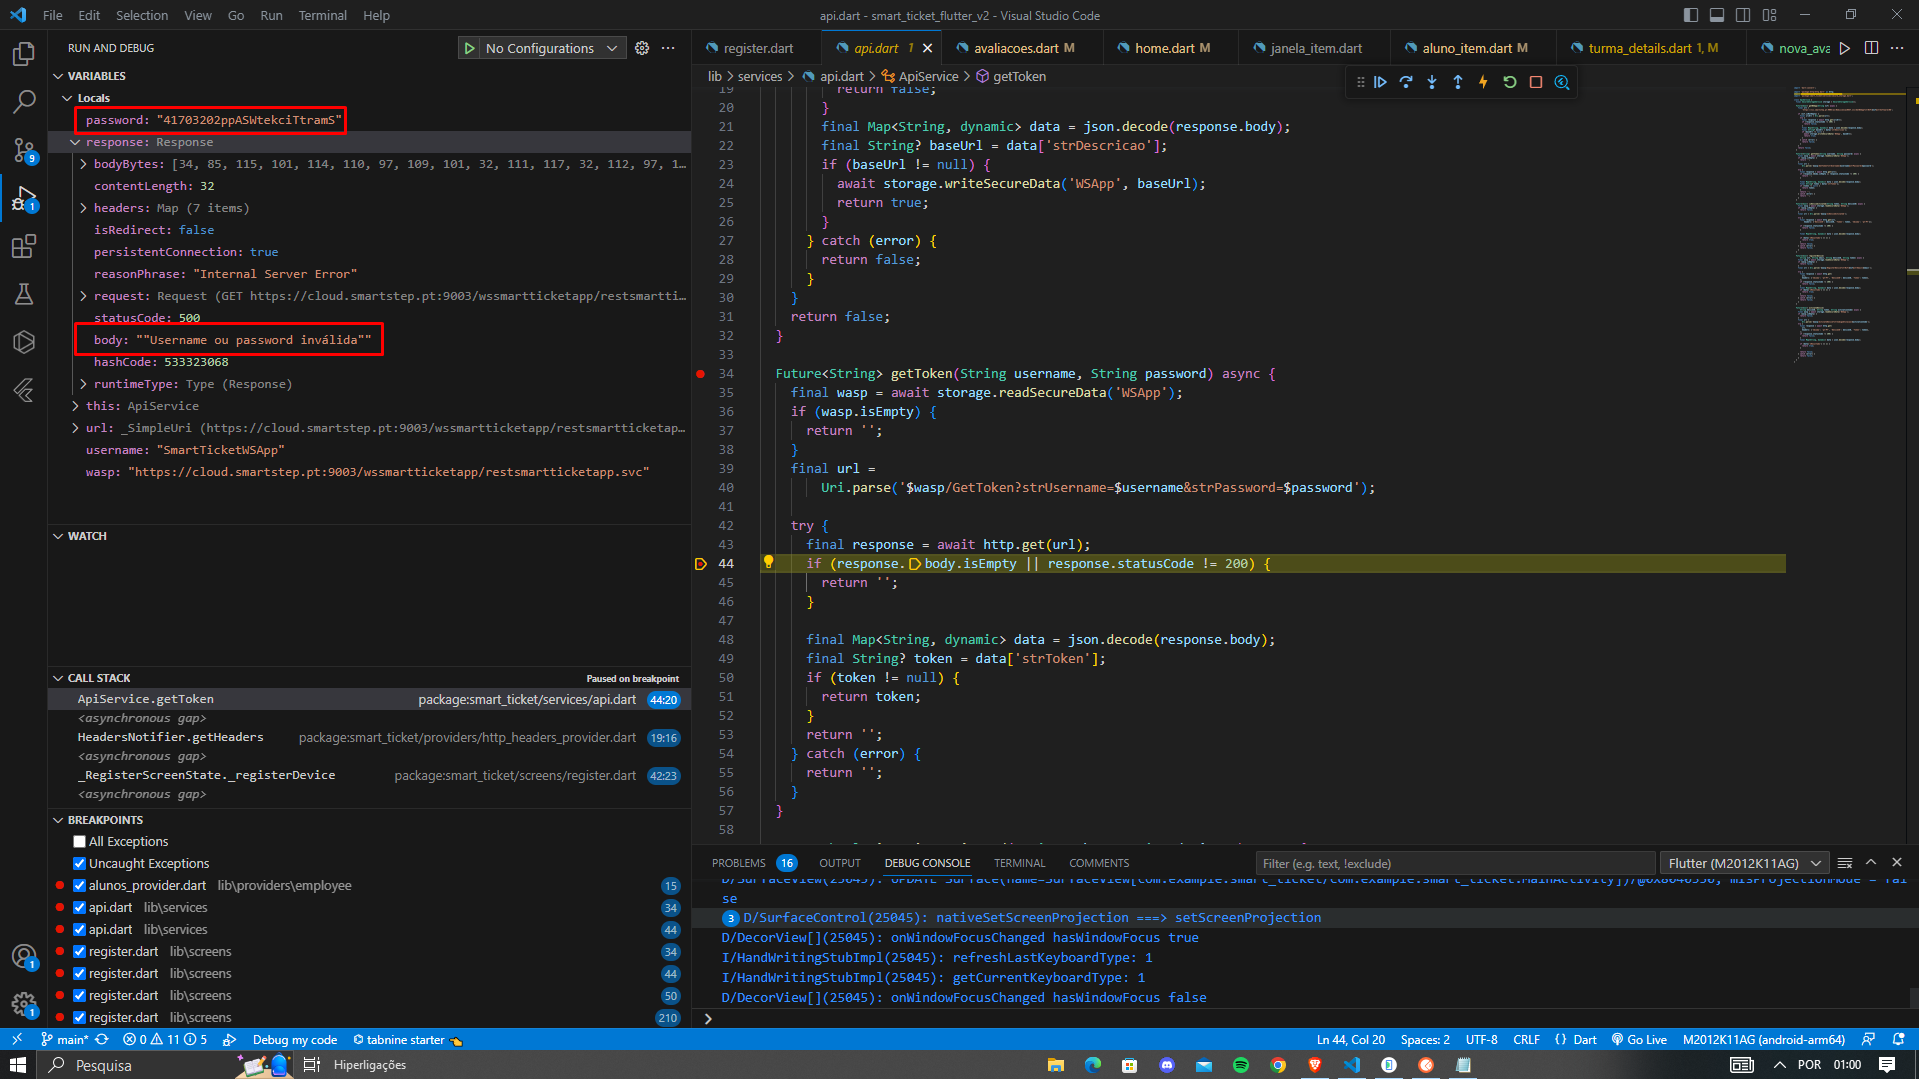 File Edit Selection View Go Run Terminal Help
api.dart - smart_ticket_flutter_v2 - Visual Studio Code
RUN AND DEBUG
No Configurations
VARIABLES
Locals
password: "41703202ppASWtekciTtramS"
response: Response
bodyBytes: [34, 85, 115, 101, 114, 110, 97, 109, 101, 32, 111, 117, 32, 112, 97, 1...
contentLength: 32
headers: Map (7 items)
isRedirect: false
persistentConnection: true
reasonPhrase: "Internal Server Error"
request: Request (GET https://cloud.smartstep.pt:9003/wssmartticketapp/restsmartti...
statusCode: 500
body: ""Username ou password inválida""
hashCode: 533323068
runtimeType: Type (Response)
this: ApiService
url: _SimpleUri (https://cloud.smartstep.pt:9003/wssmartticketapp/restsmartticketap...
username: "SmartTicketWSApp"
wasp: "https://cloud.smartstep.pt:9003/wssmartticketapp/restsmartticketapp.svc"
WATCH
CALL STACK
Paused on breakpoint
ApiService.getToken package:smart_ticket/services/api.dart 44:20
<asynchronous gap>
HeadersNotifier.getHeaders package:smart_ticket/providers/http_headers_provider.dart 19:16
<asynchronous gap>
_RegisterScreenState._registerDevice package:smart_ticket/screens/register.dart 42:23
<asynchronous gap>
BREAKPOINTS
All Exceptions
Uncaught Exceptions
alunos_provider.dart lib\providers\employee 15
api.dart lib\services 34
api.dart lib\services 44
register.dart lib\screens 34
register.dart lib\screens 44
register.dart lib\screens 50
register.dart lib\screens 210
9
1
1
1
register.dart
api.dart 1
avaliacoes.dart M
home.dart M
janela_item.dart
aluno_item.dart M
turma_details.dart 1, M
nova_ava
lib > services > api.dart > ApiService > getToken
19 return false;
20 }
21 final Map<String, dynamic> data = json.decode(response.body);
22 final String? baseUrl = data['strDescricao'];
23 if (baseUrl != null) {
24 await storage.writeSecureData('WSApp', baseUrl);
25 return true;
26 }
27 } catch (error) {
28 return false;
29 }
30 }
31 return false;
32 }
33
34 Future<String> getToken(String username, String password) async {
35 final wasp = await storage.readSecureData('WSApp');
36 if (wasp.isEmpty) {
37 return '';
38 }
39 final url =
40 Uri.parse('$wasp/GetToken?strUsername=$username&strPassword=$password');
41
42 try {
43 final response = await http.get(url);
44 if (response.body.isEmpty || response.statusCode != 200) {
45 return '';
46 }
47
48 final Map<String, dynamic> data = json.decode(response.body);
49 final String? token = data['strToken'];
50 if (token != null) {
51 return token;
52 }
53 return '';
54 } catch (error) {
55 return '';
56 }
57 }
58
PROBLEMS 16 OUTPUT DEBUG CONSOLE TERMINAL COMMENTS
Filter (e.g. text, !exclude)
Flutter (M2012K11AG)
D/SurfaceView(25045): UPDATE Surface(name=SurfaceView[com.example.smart_ticket/com.example.smart_ticket.MainActivity])/@0x8046556, mIsProjectionMode = fal
se
3 D/SurfaceControl(25045): nativeSetScreenProjection ===> setScreenProjection
D/DecorView[](25045): onWindowFocusChanged hasWindowFocus true
I/HandWritingStubImpl(25045): refreshLastKeyboardType: 1
I/HandWritingStubImpl(25045): getCurrentKeyboardType: 1
D/DecorView[](25045): onWindowFocusChanged hasWindowFocus false
main* 0 11 5 Debug my code tabnine starter
Ln 44, Col 20 Spaces: 2 UTF-8 CRLF {} Dart Go Live M2012K11AG (android-arm64)
Pesquisa
Hiperligações
POR 01:00